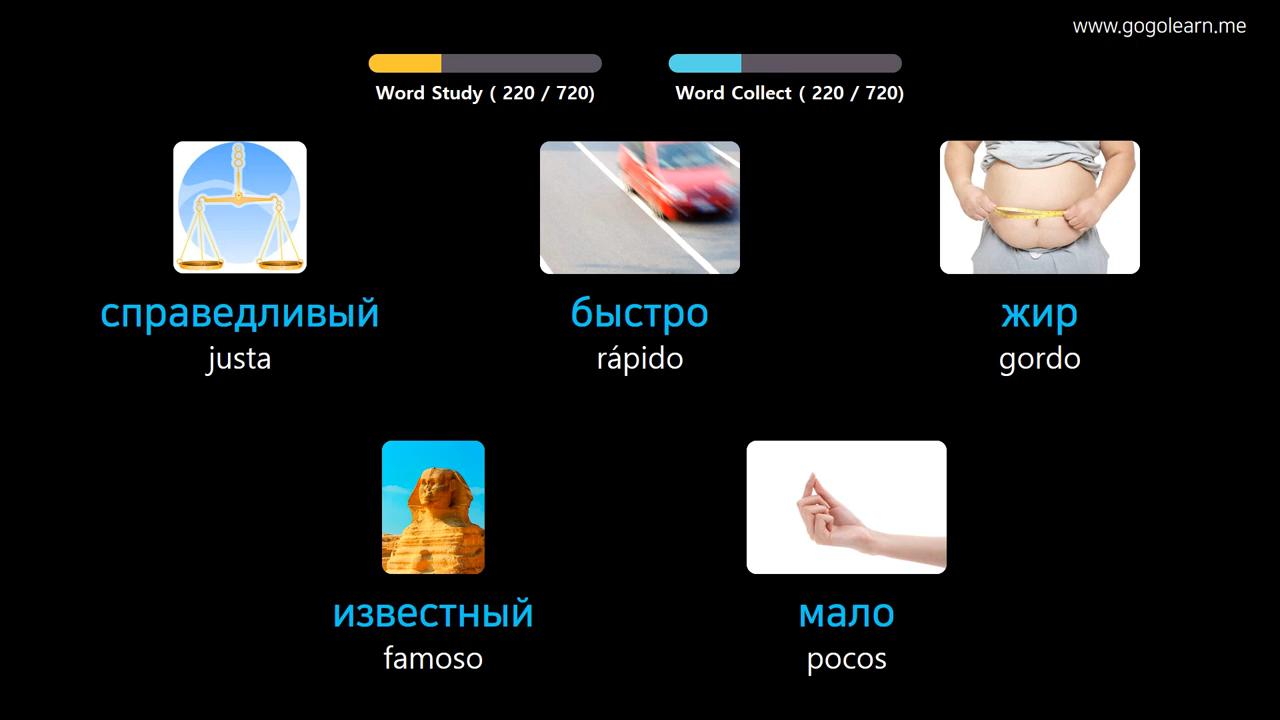 www.gogolearn.me
Word Study ( 220 / 720)
Word Collect ( 220 / 720)
справедливый
justa
быстро
rápido
жир
gordo
известный
famoso
мало
pocos